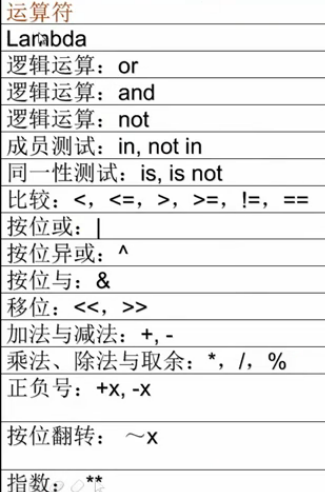 运算符
Lambda
逻辑运算：or
逻辑运算：and
逻辑运算：not
成员测试：in, not in
同一性测试：is, is not
比较：<，<=，>，>=，!=，==
按位或：|
按位异或：^
按位与：&
移位：<<，>>
加法与减法：+, -
乘法、除法与取余：*，/，%
正负号：+x, -x
按位翻转： ～x
指数： **